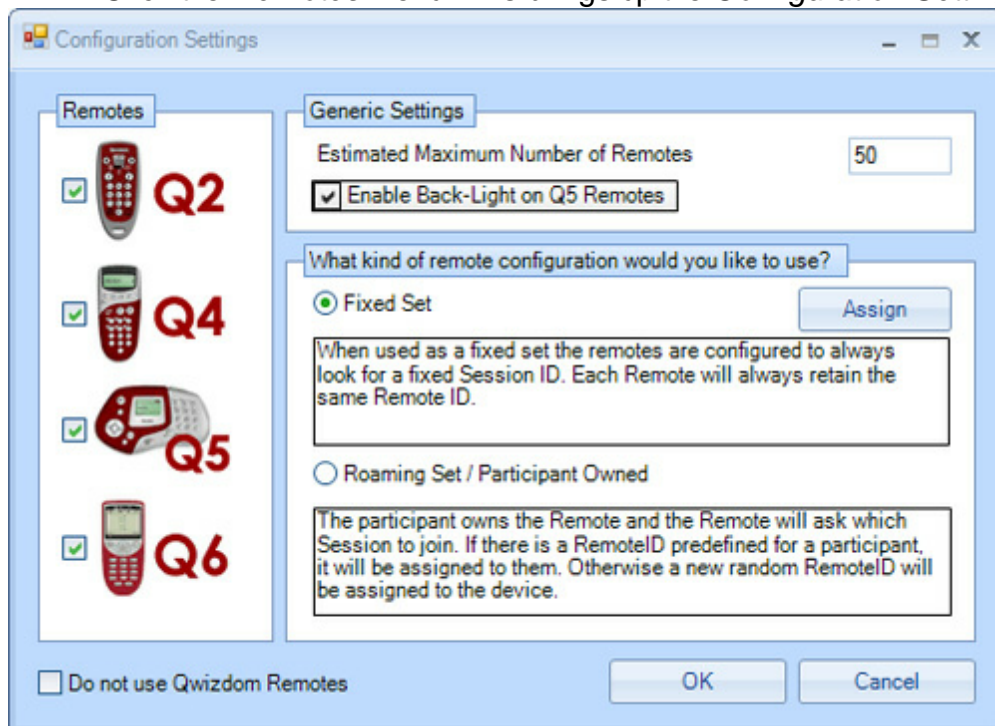 Configuration Settings
Remotes
Q2
Q4
Q5
Q6
Generic Settings
Estimated Maximum Number of Remotes 50
Enable Back-Light on Q5 Remotes
What kind of remote configuration would you like to use?
Fixed Set
Assign
When used as a fixed set the remotes are configured to always
look for a fixed Session ID. Each Remote will always retain the
same Remote ID.
Roaming Set / Participant Owned
The participant owns the Remote and the Remote will ask which
Session to join. If there is a RemoteID predefined for a participant,
it will be assigned to them. Otherwise a new random RemoteID will
be assigned to the device.
Do not use Qwizdom Remotes
OK
Cancel